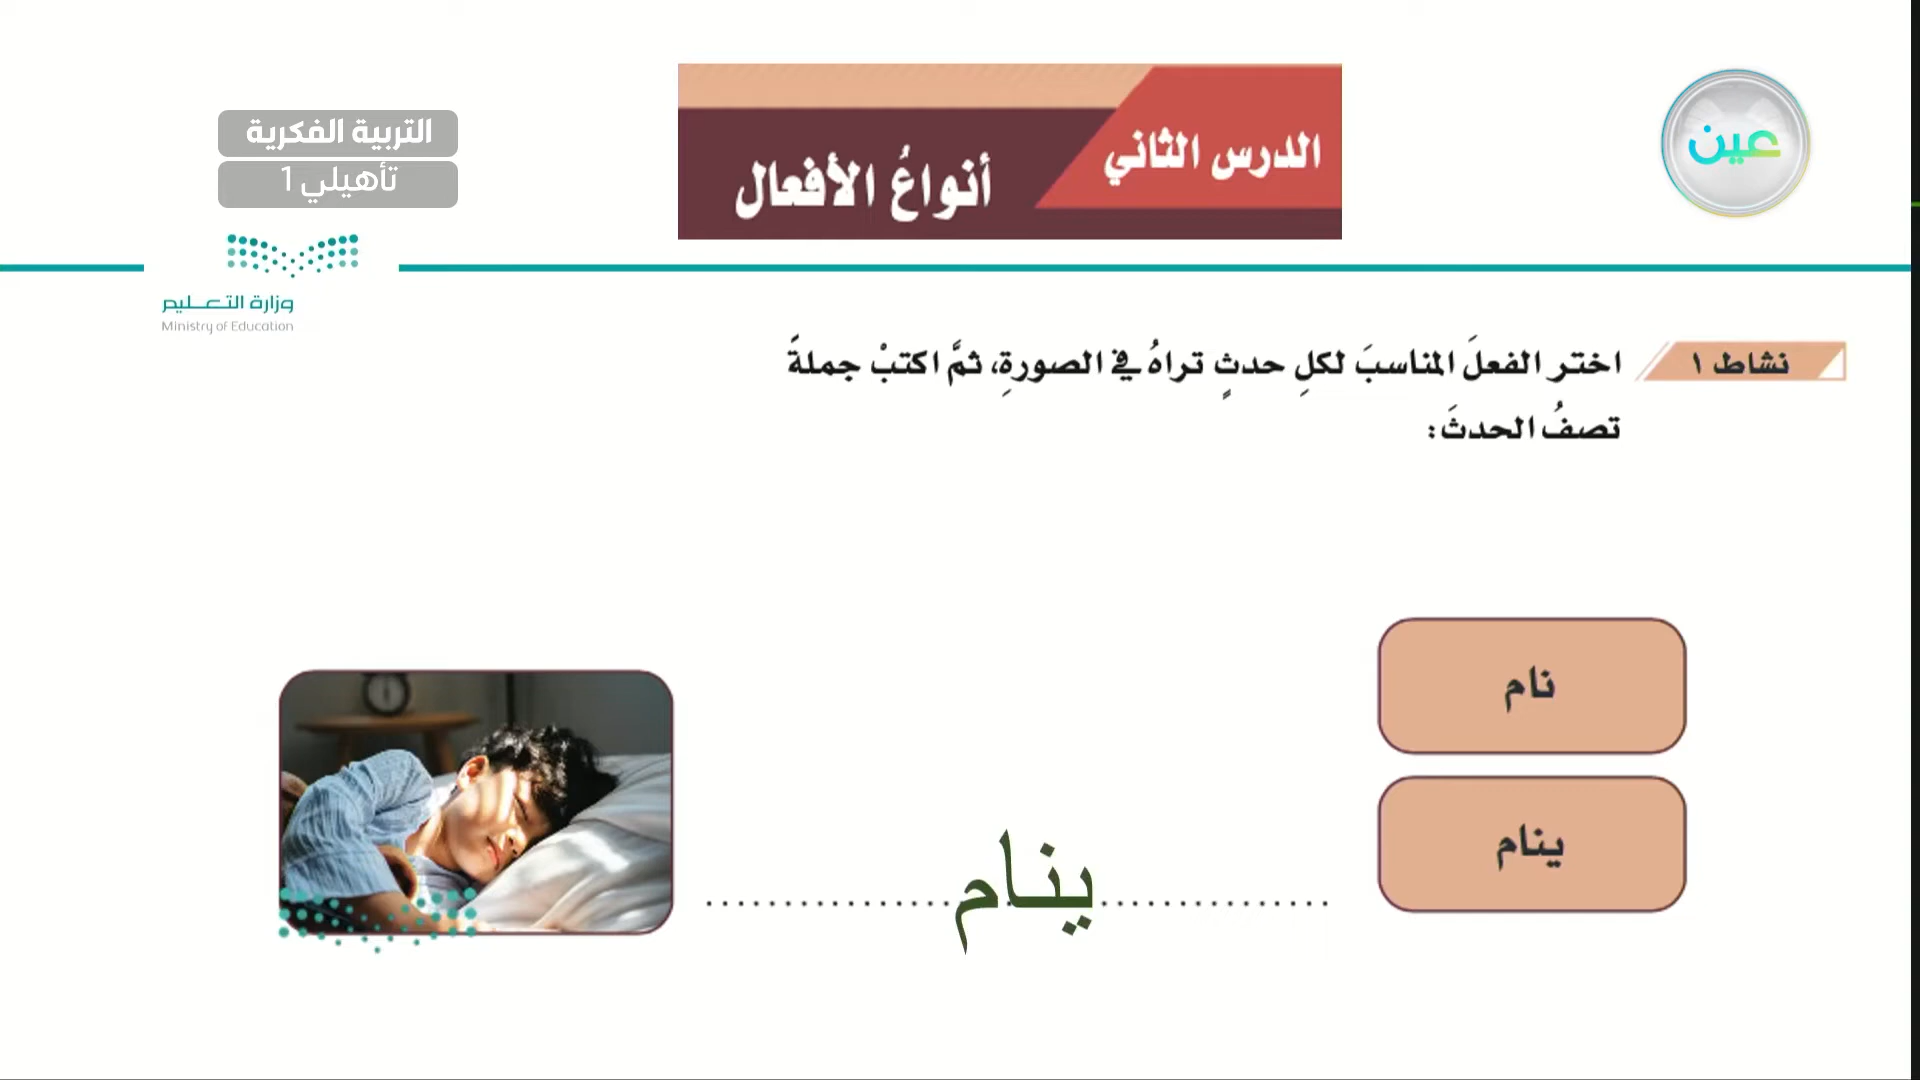 عين
الدرس الثاني
أنواعُ الأفعال
التربية الفكرية
تأهيلي 1
وزارة التعليم
Ministry of Education
نشاط ١
اختر الفعلَ المناسبَ لكلِ حدثٍ تراهُ في الصورةِ، ثمَّ اكتبْ جملةً
تصفُ الحدثَ:
نام
ينام
ينام